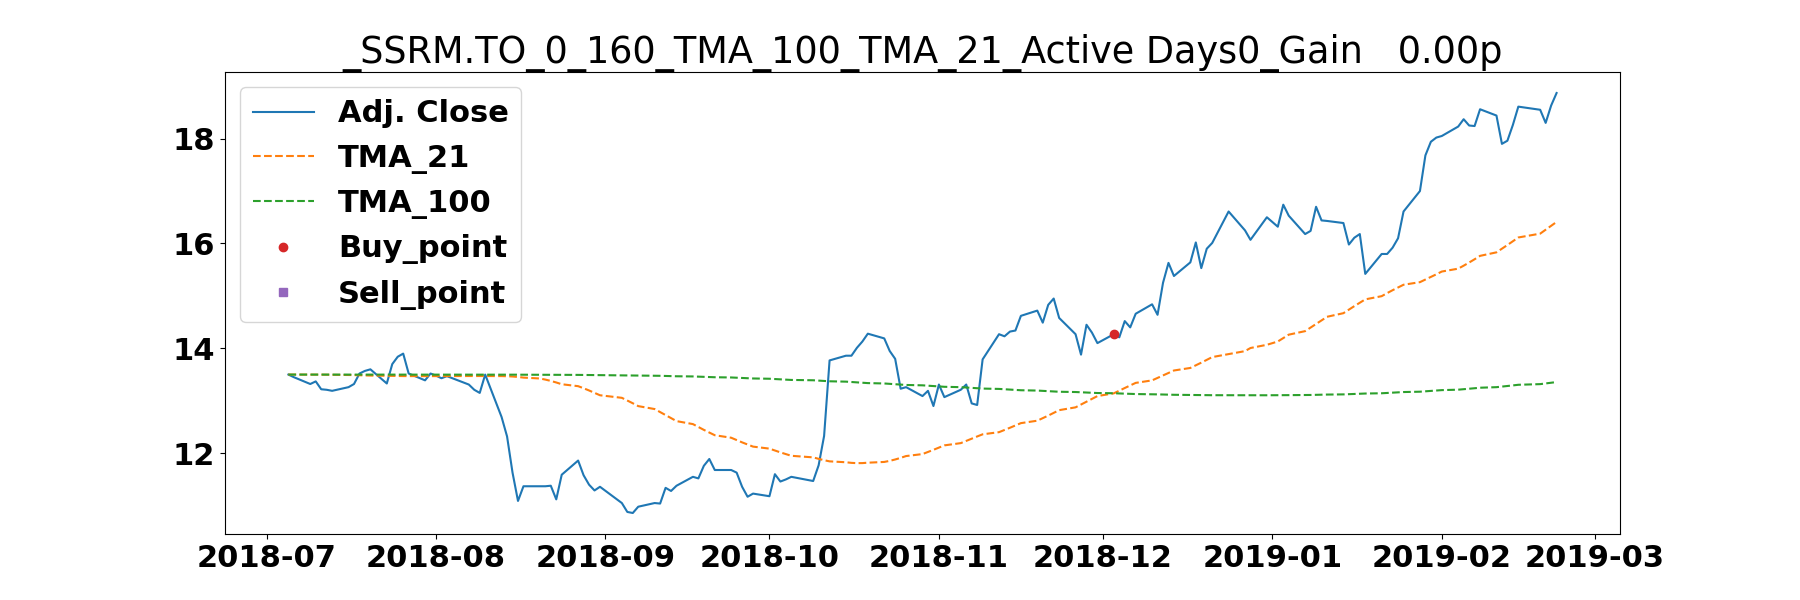 _SSRM.TO_0_160_TMA_100_TMA_21_Active Days0_Gain   0.00p
Adj. Close
TMA_21
TMA_100
Buy_point
Sell_point
18
16
14
12
2018-07 2018-08 2018-09 2018-10 2018-11 2018-12 2019-01 2019-02 2019-03